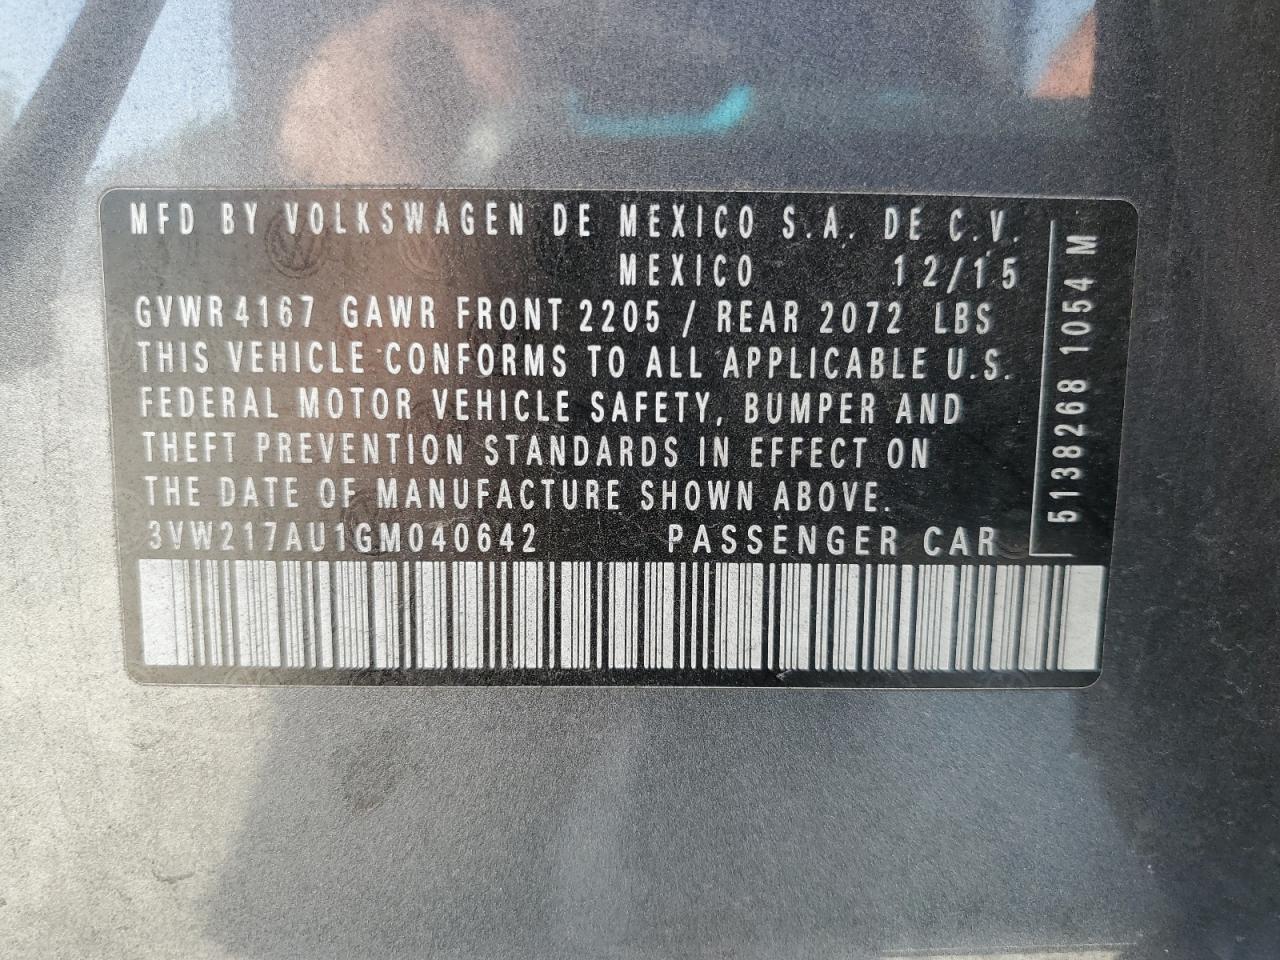 MFD BY VOLKSWAGEN DE MEXICO S.A. DE C.V.
MEXICO 12/15
GVWR 4167 GAWR FRONT 2205 / REAR 2072 LBS
THIS VEHICLE CONFORMS TO ALL APPLICABLE U.S.
FEDERAL MOTOR VEHICLE SAFETY, BUMPER AND
THEFT PREVENTION STANDARDS IN EFFECT ON
THE DATE OF MANUFACTURE SHOWN ABOVE.
3VW217AU1GM040642 PASSENGER CAR
5138268 1054 M